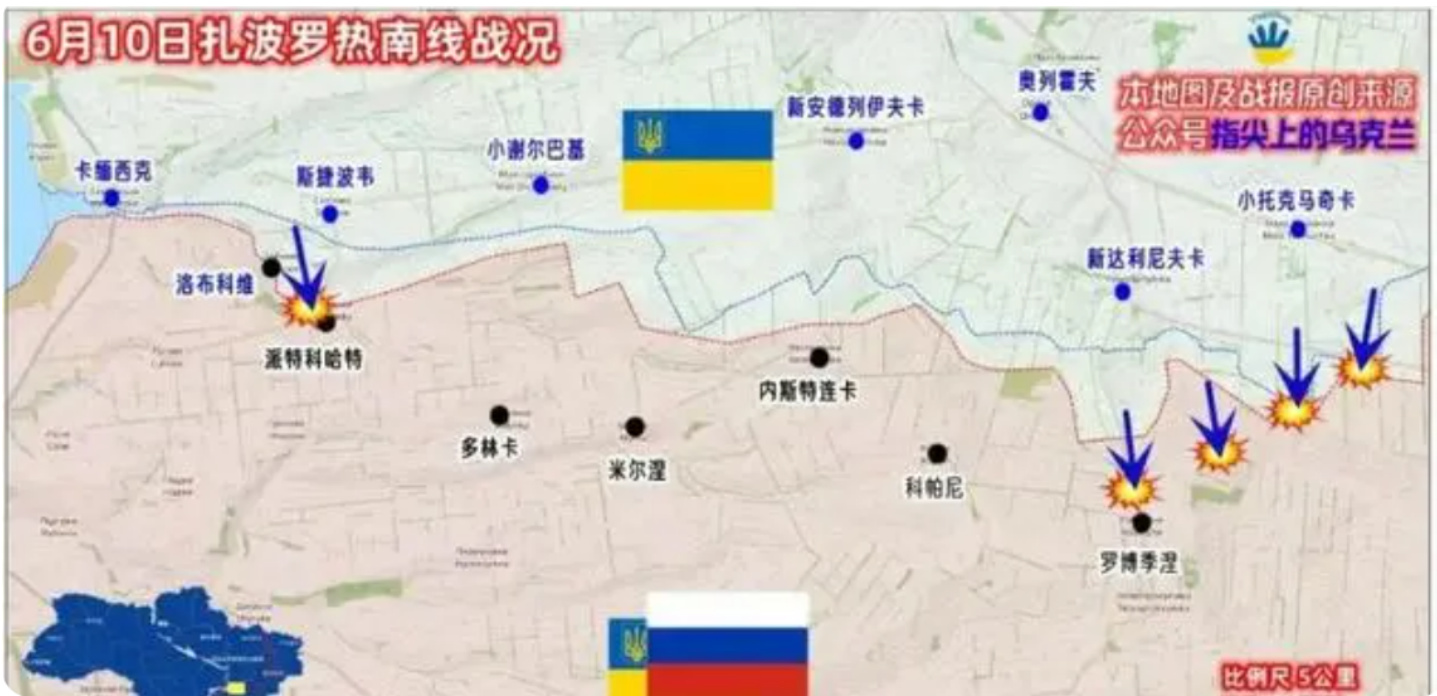 6月10日扎波罗热南线战况
奥列霍夫
新安德列伊夫卡
本地图及战报原创来源
公众号指尖上的乌克兰
小谢尔巴基
卡缅西克
斯捷波韦
小托克马奇卡
新达利尼夫卡
洛布科维
派特科哈特
内斯特连卡
多林卡
米尔涅
科帕尼
罗博季涅
比例尺 5公里